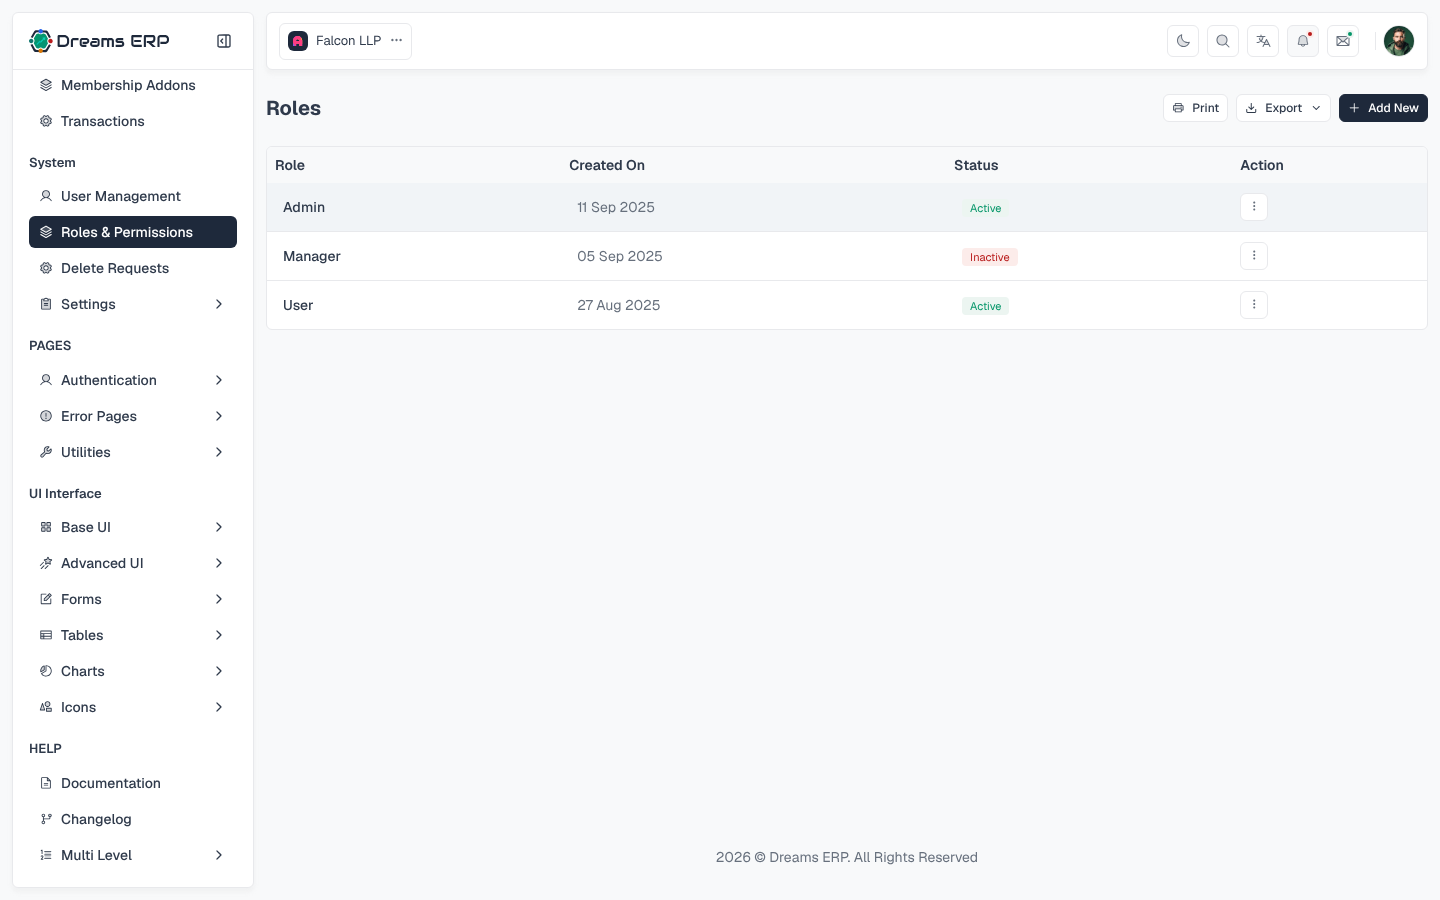 Dreams ERP
Membership Addons
Transactions
System
User Management
Roles & Permissions
Delete Requests
Settings
PAGES
Authentication
Error Pages
Utilities
UI Interface
Base UI
Advanced UI
Forms
Tables
Charts
Icons
HELP
Documentation
Changelog
Multi Level
Falcon LLP
Roles
Print
Export
Add New
Role Created On Status Action
Admin 11 Sep 2025 Active
Manager 05 Sep 2025 Inactive
User 27 Aug 2025 Active
2026 © Dreams ERP. All Rights Reserved